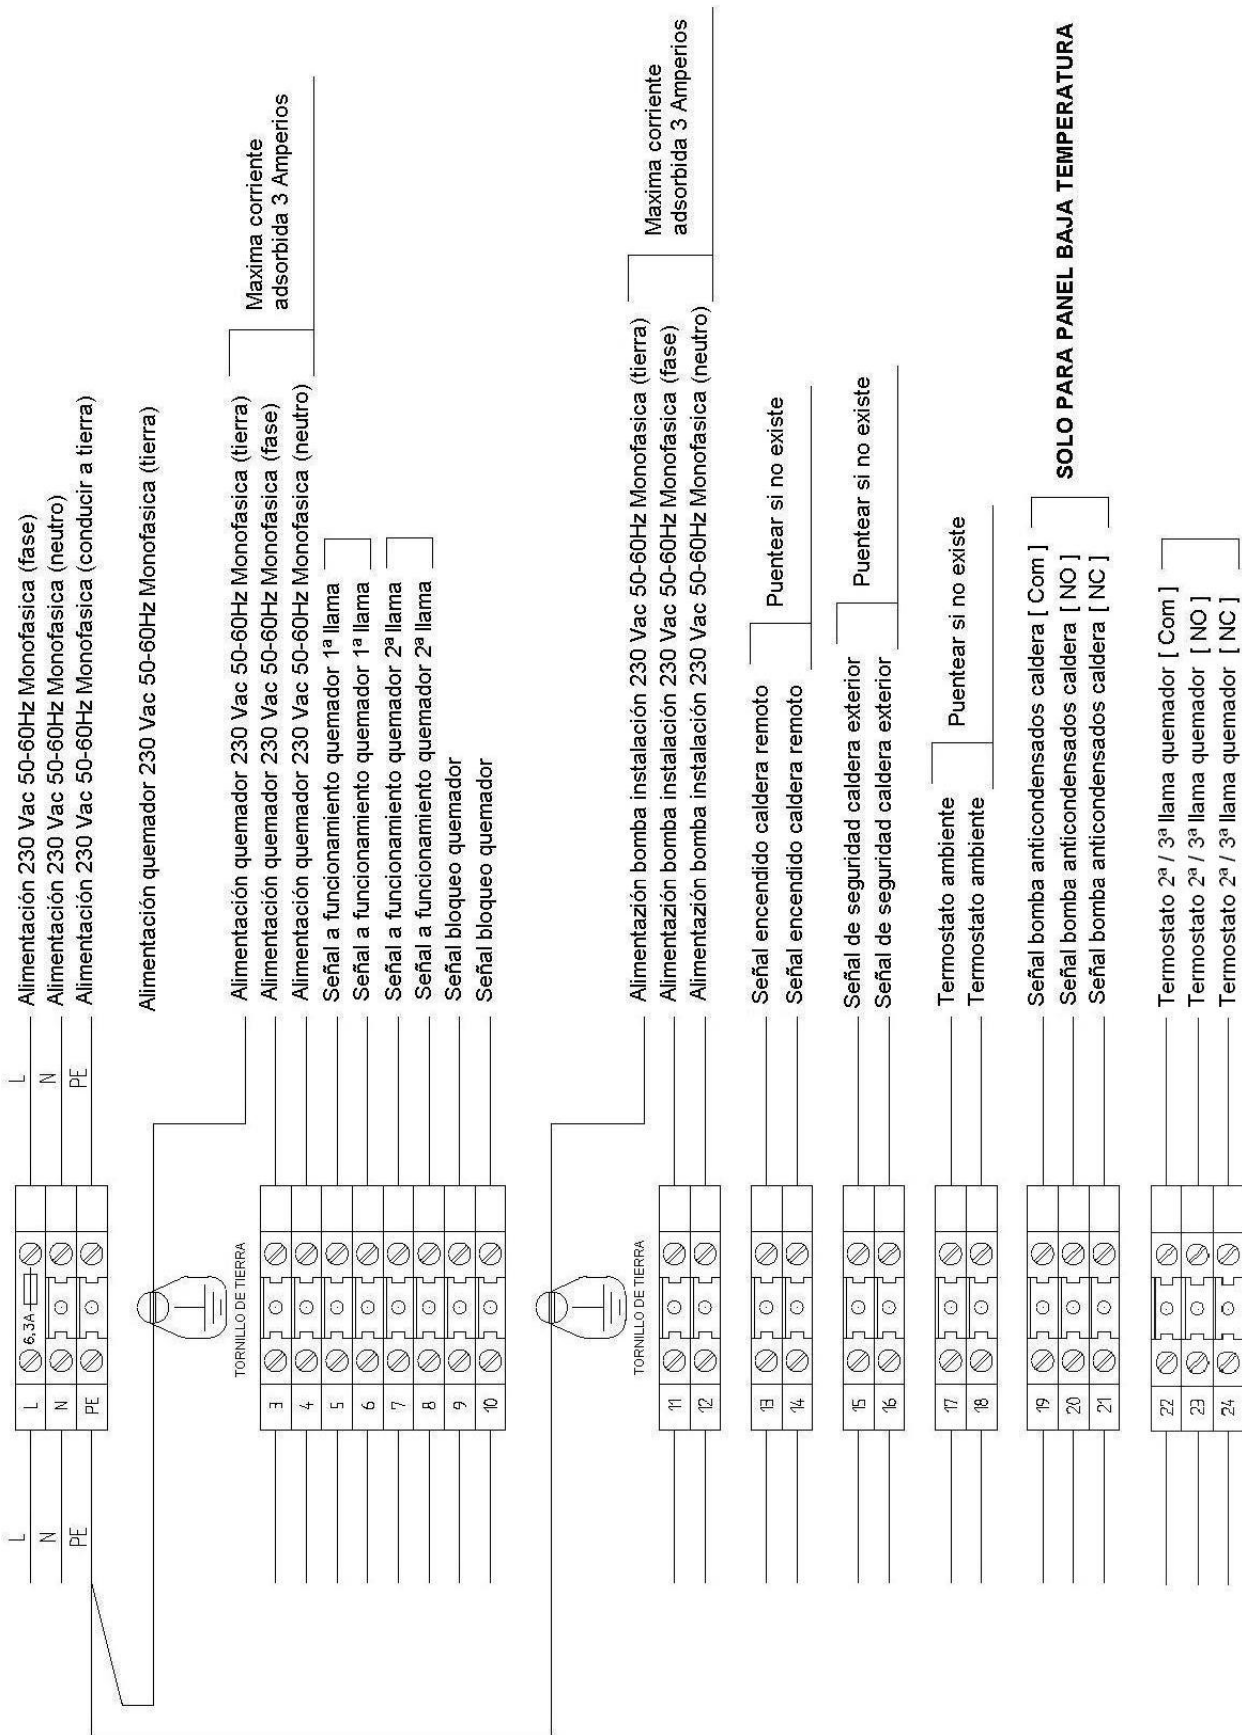 L
N
PE
L
6,3A
N
PE
L
N
PE
Alimentación 230 Vac 50-60Hz Monofasica (fase)
Alimentación 230 Vac 50-60Hz Monofasica (neutro)
Alimentación 230 Vac 50-60Hz Monofasica (conducir a tierra)
Alimentación quemador 230 Vac 50-60Hz Monofasica (tierra)
TORNILLO DE TIERRA
Alimentación quemador 230 Vac 50-60Hz Monofasica (tierra)
3
Alimentación quemador 230 Vac 50-60Hz Monofasica (fase)
4
Alimentación quemador 230 Vac 50-60Hz Monofasica (neutro)
Maxima corriente
adsorbida 3 Amperios
5
Señal a funcionamiento quemador 1ª llama
6
Señal a funcionamiento quemador 1ª llama
7
Señal a funcionamiento quemador 2ª llama
8
Señal a funcionamiento quemador 2ª llama
9
Señal bloqueo quemador
10
Señal bloqueo quemador
TORNILLO DE TIERRA
Alimentazión bomba instalación 230 Vac 50-60Hz Monofasica (tierra)
11
Alimentazión bomba instalación 230 Vac 50-60Hz Monofasica (fase)
12
Alimentazión bomba instalación 230 Vac 50-60Hz Monofasica (neutro)
Maxima corriente
adsorbida 3 Amperios
13
Señal encendido caldera remoto
14
Señal encendido caldera remoto
Puentear si no existe
15
Señal de seguridad caldera exterior
16
Señal de seguridad caldera exterior
Puentear si no existe
17
Termostato ambiente
18
Termostato ambiente
Puentear si no existe
19
Señal bomba anticondensados caldera [ Com ]
20
Señal bomba anticondensados caldera [ NO ]
21
Señal bomba anticondensados caldera [ NC ]
SOLO PARA PANEL BAJA TEMPERATURA
22
Termostato 2ª / 3ª llama quemador [ Com ]
23
Termostato 2ª / 3ª llama quemador [ NO ]
24
Termostato 2ª / 3ª llama quemador [ NC ]